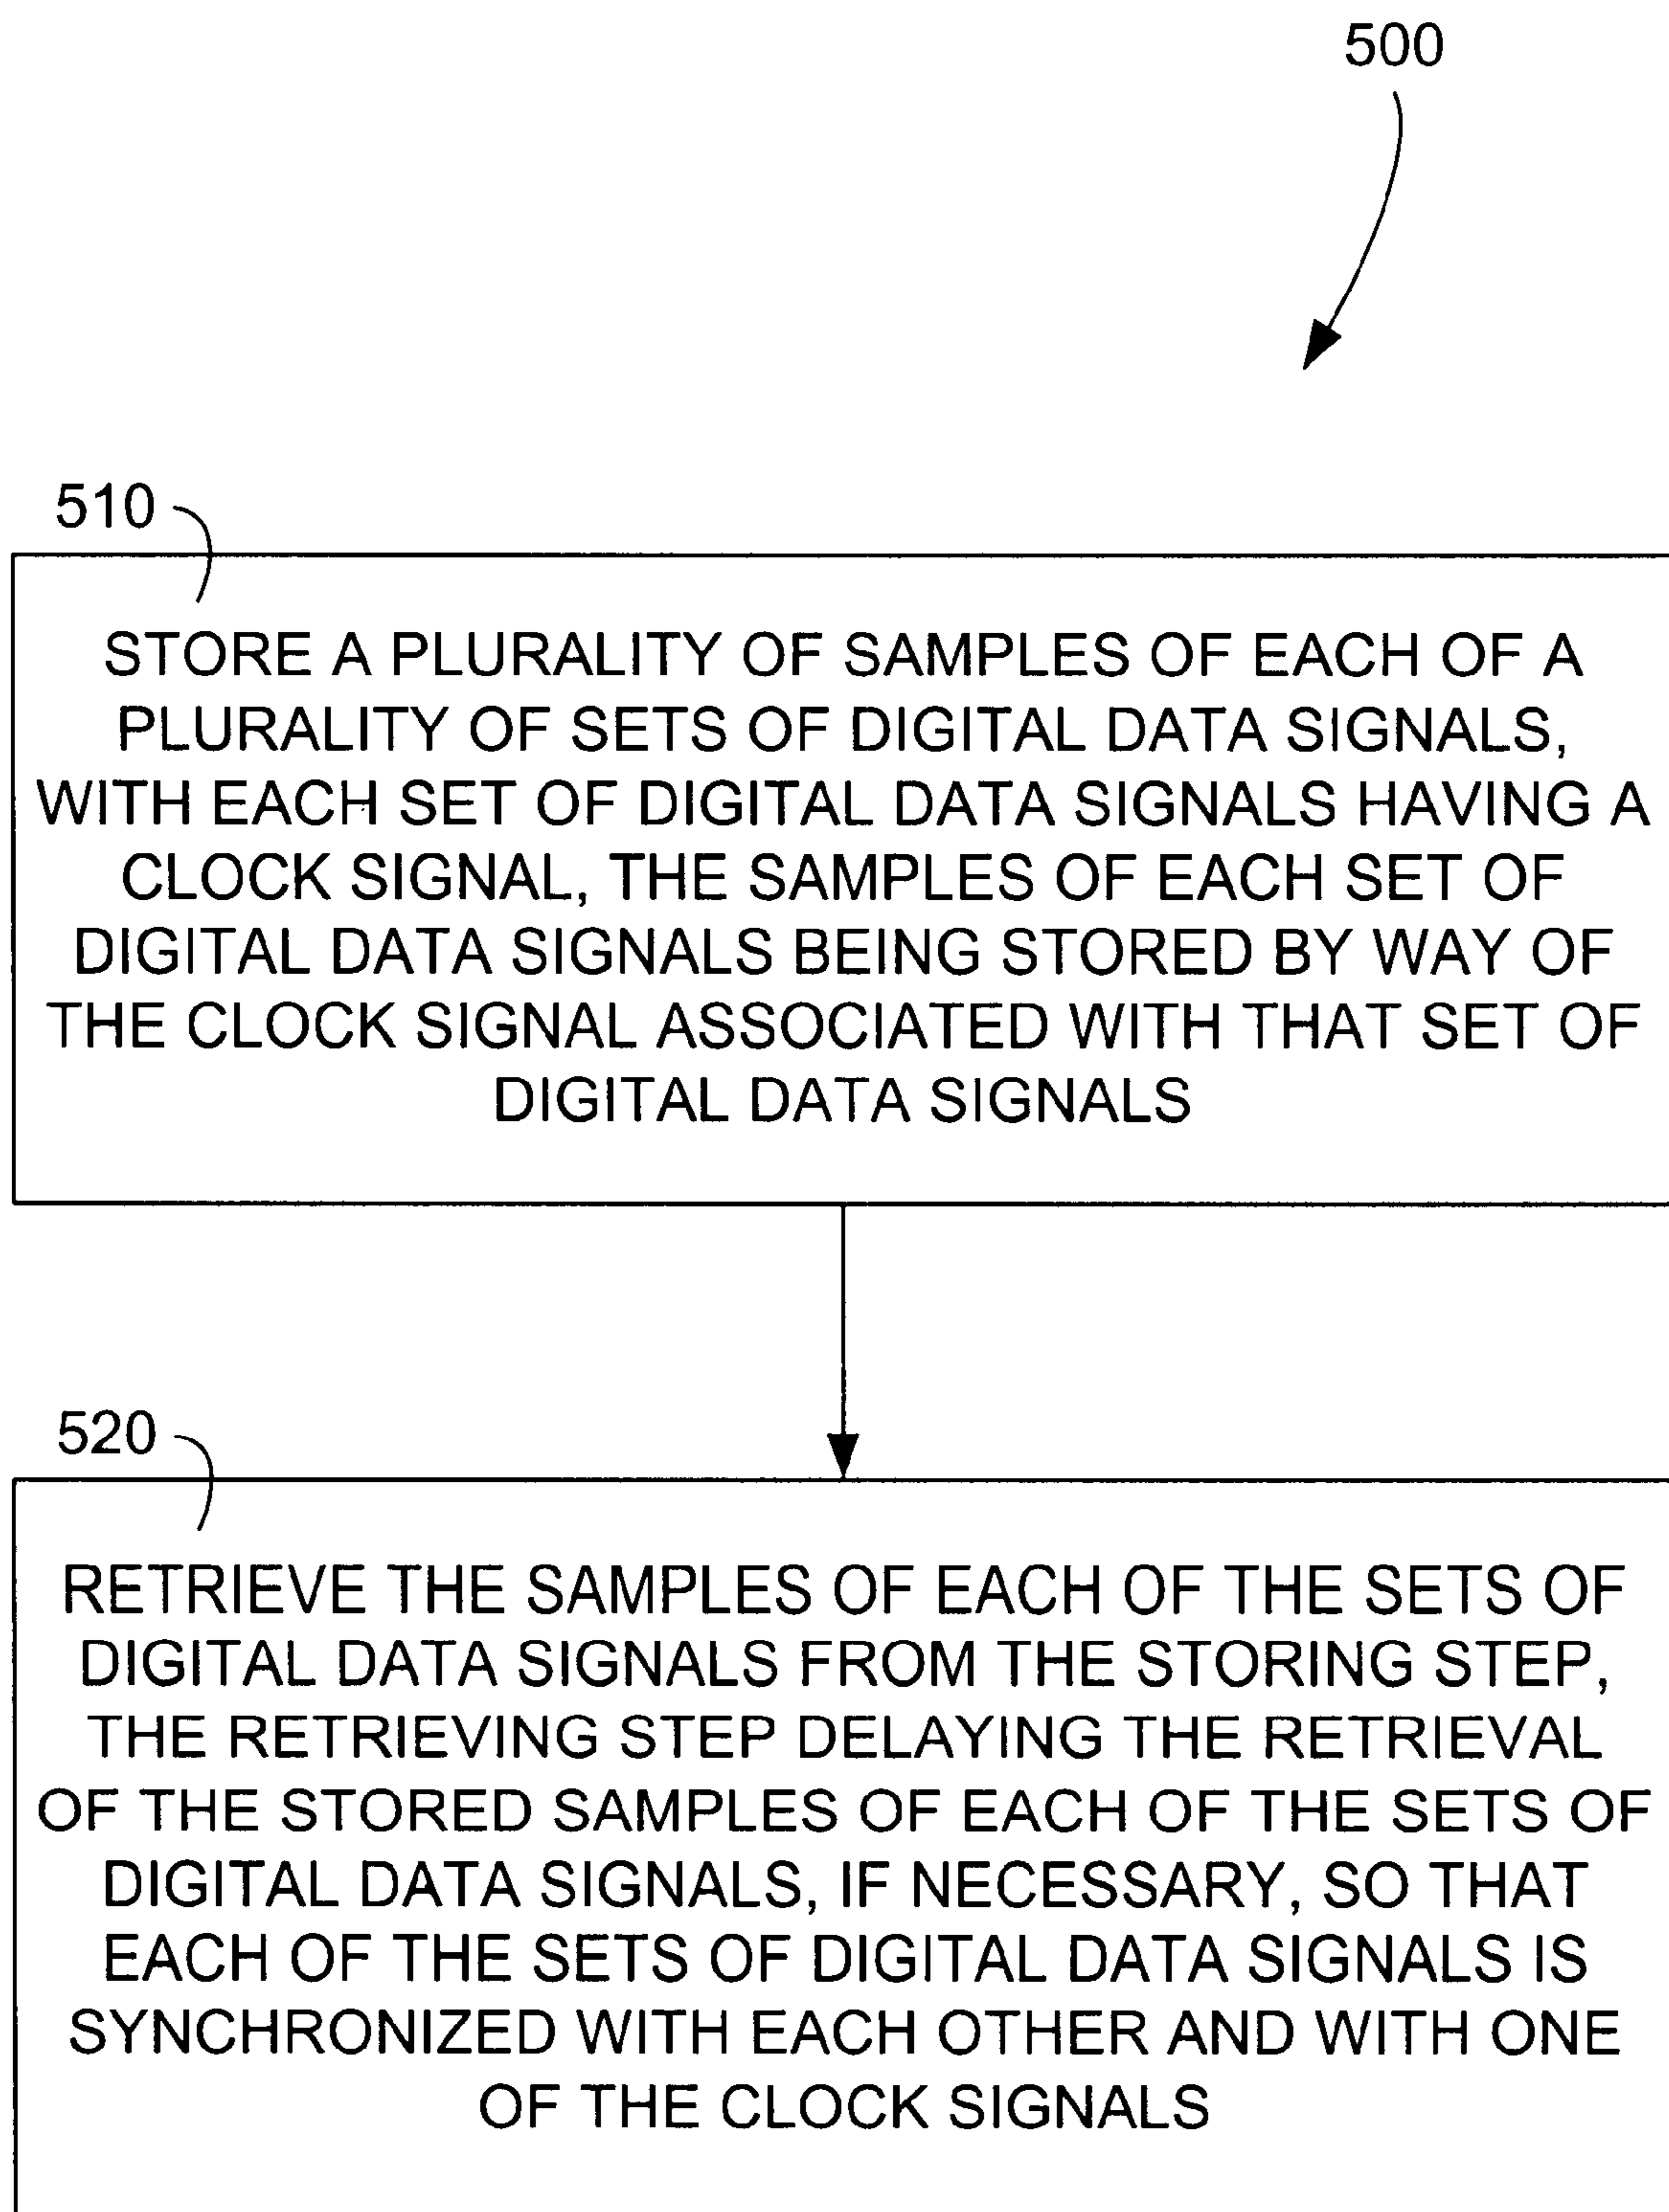 500
510
STORE A PLURALITY OF SAMPLES OF EACH OF A
PLURALITY OF SETS OF DIGITAL DATA SIGNALS,
WITH EACH SET OF DIGITAL DATA SIGNALS HAVING A
CLOCK SIGNAL, THE SAMPLES OF EACH SET OF
DIGITAL DATA SIGNALS BEING STORED BY WAY OF
THE CLOCK SIGNAL ASSOCIATED WITH THAT SET OF
DIGITAL DATA SIGNALS
520
RETRIEVE THE SAMPLES OF EACH OF THE SETS OF
DIGITAL DATA SIGNALS FROM THE STORING STEP,
THE RETRIEVING STEP DELAYING THE RETRIEVAL
OF THE STORED SAMPLES OF EACH OF THE SETS OF
DIGITAL DATA SIGNALS, IF NECESSARY, SO THAT
EACH OF THE SETS OF DIGITAL DATA SIGNALS IS
SYNCHRONIZED WITH EACH OTHER AND WITH ONE
OF THE CLOCK SIGNALS